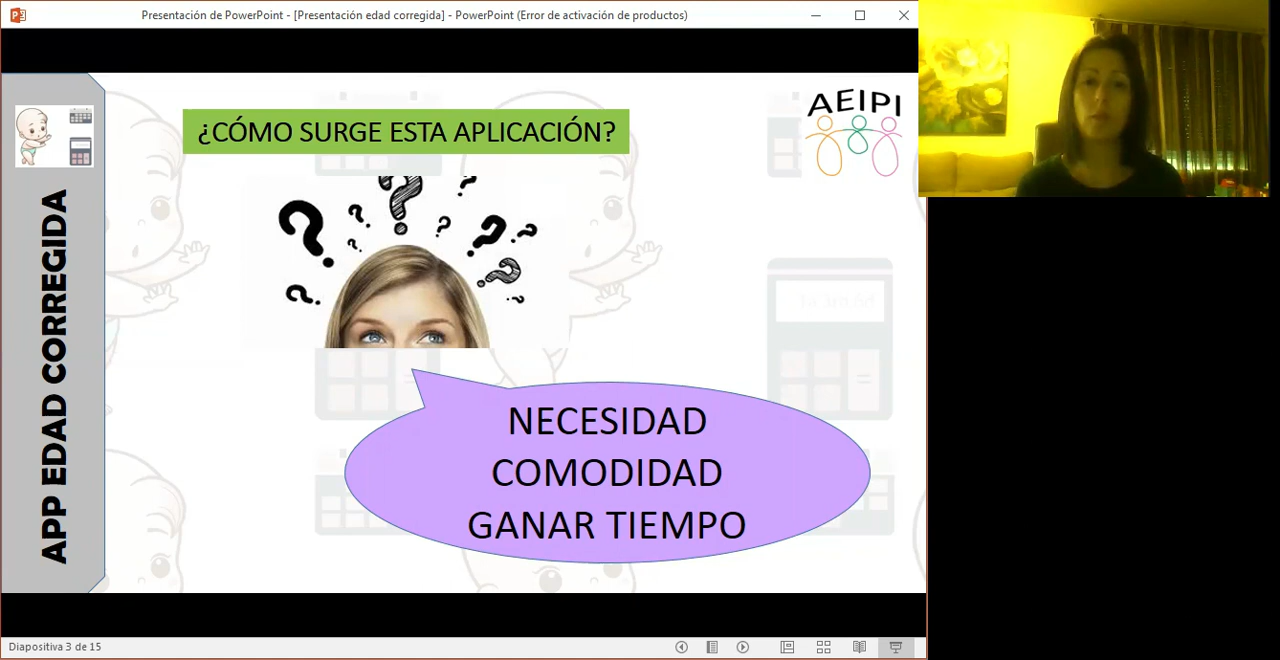 Presentación de PowerPoint - [Presentación edad corregida] - PowerPoint (Error de activación de productos)
APP EDAD CORREGIDA
¿CÓMO SURGE ESTA APLICACIÓN?
AEIPI
NECESIDAD
COMODIDAD
GANAR TIEMPO
Diapositiva 3 de 15